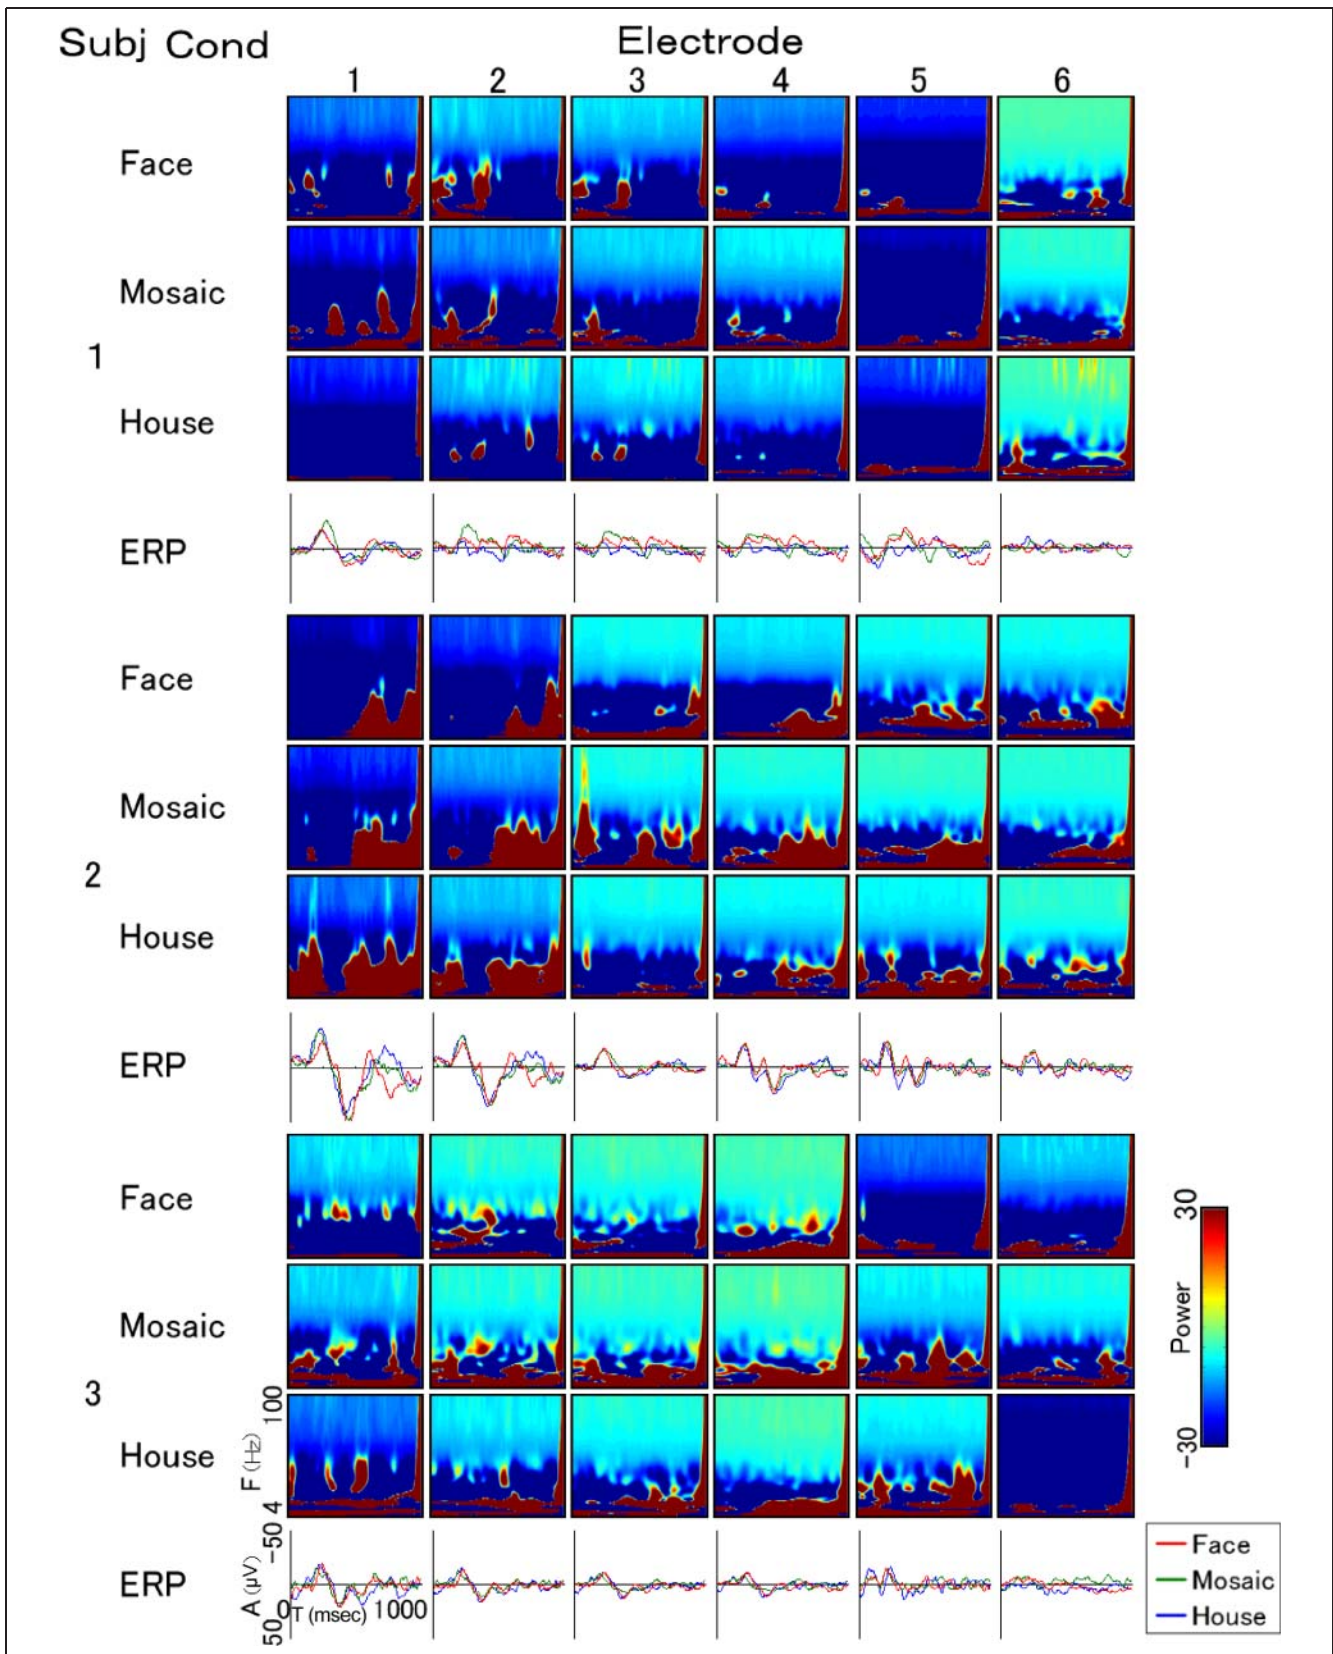 Subj Cond Electrode
1 2 3 4 5 6
Face
Mosaic
1
House
ERP
Face
Mosaic
2
House
ERP
Face
Mosaic
3
House
ERP
F (Hz)
4 100
A (μV)
50 0 -50
T (msec) 1000
Power
-30 30
Face
Mosaic
House